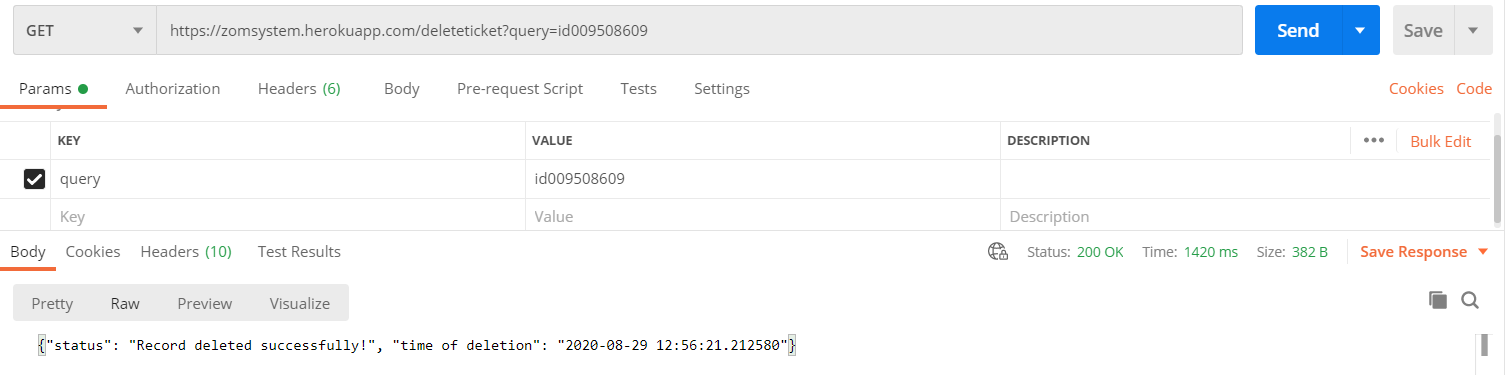 GET https://zomsystem.herokuapp.com/deleteticket?query=id009508609 Send Save
Params Authorization Headers (6) Body Pre-request Script Tests Settings Cookies Code
KEY VALUE DESCRIPTION ••• Bulk Edit
query id009508609
Key Value Description
Body Cookies Headers (10) Test Results Status: 200 OK Time: 1420 ms Size: 382 B Save Response
Pretty Raw Preview Visualize
{"status": "Record deleted successfully!", "time of deletion": "2020-08-29 12:56:21.212580"}